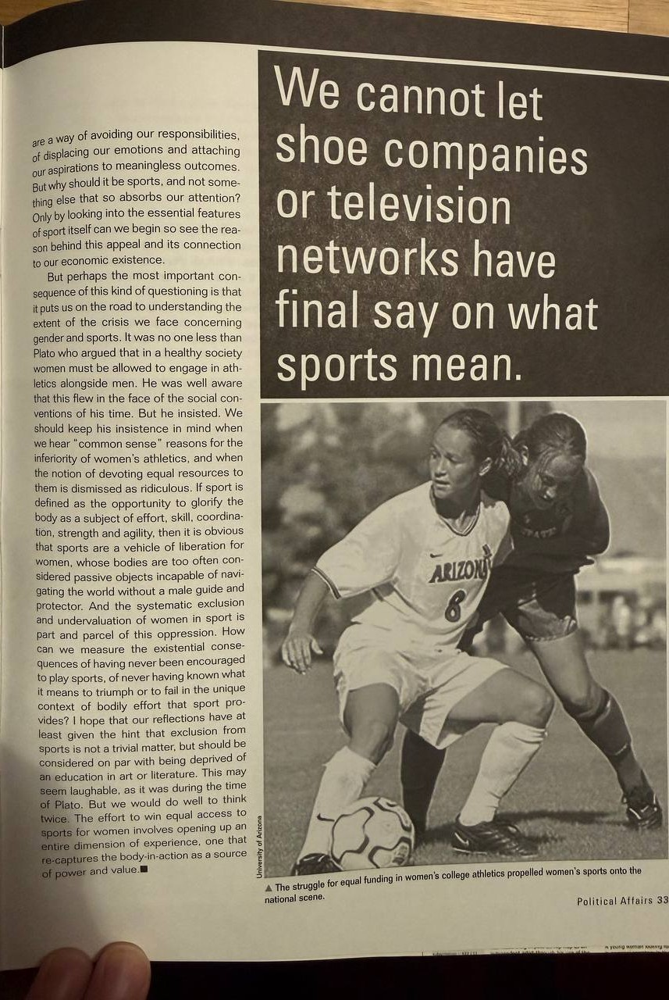 are a way of avoiding our responsibilities,
of displacing our emotions and attaching
our aspirations to meaningless outcomes.
But why should it be sports, and not some-
thing else that so absorbs our attention?
Only by looking into the essential features
of sport itself can we begin so see the rea-
son behind this appeal and its connection
to our economic existence.
But perhaps the most important con-
sequence of this kind of questioning is that
it puts us on the road to understanding the
extent of the crisis we face concerning
gender and sports. It was no one less than
Plato who argued that in a healthy society
women must be allowed to engage in ath-
letics alongside men. He was well aware
that this flew in the face of the social con-
ventions of his time. But he insisted. We
should keep his insistence in mind when
we hear "common sense" reasons for the
inferiority of women's athletics, and when
the notion of devoting equal resources to
them is dismissed as ridiculous. If sport is
defined as the opportunity to glorify the
body as a subject of effort, skill, coordina-
tion, strength and agility, then it is obvious
that sports are a vehicle of liberation for
women, whose bodies are too often con-
sidered passive objects incapable of navi-
gating the world without a male guide and
protector. And the systematic exclusion
and undervaluation of women in sport is
part and parcel of this oppression. How
can we measure the existential conse-
quences of having never been encouraged
to play sports, of never having known what
it means to triumph or to fail in the unique
context of bodily effort that sport pro-
vides? I hope that our reflections have at
least given the hint that exclusion from
sports is not a trivial matter, but should be
considered on par with being deprived of
an education in art or literature. This may
seem laughable, as it was during the time
of Plato. But we would do well to think
twice. The effort to win equal access to
sports for women involves opening up an
entire dimension of experience, one that
re-captures the body-in-action as a source
of power and value.■
We cannot let
shoe companies
or television
networks have
final say on what
sports mean.
ARIZONA
8
University of Arizona
▲ The struggle for equal funding in women's college athletics propelled women's sports onto the
national scene.
Political Affairs 33